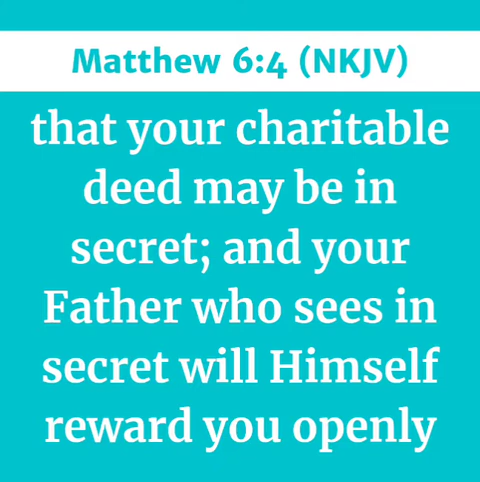 Matthew 6:4 (NKJV)
that your charitable
deed may be in
secret; and your
Father who sees in
secret will Himself
reward you openly